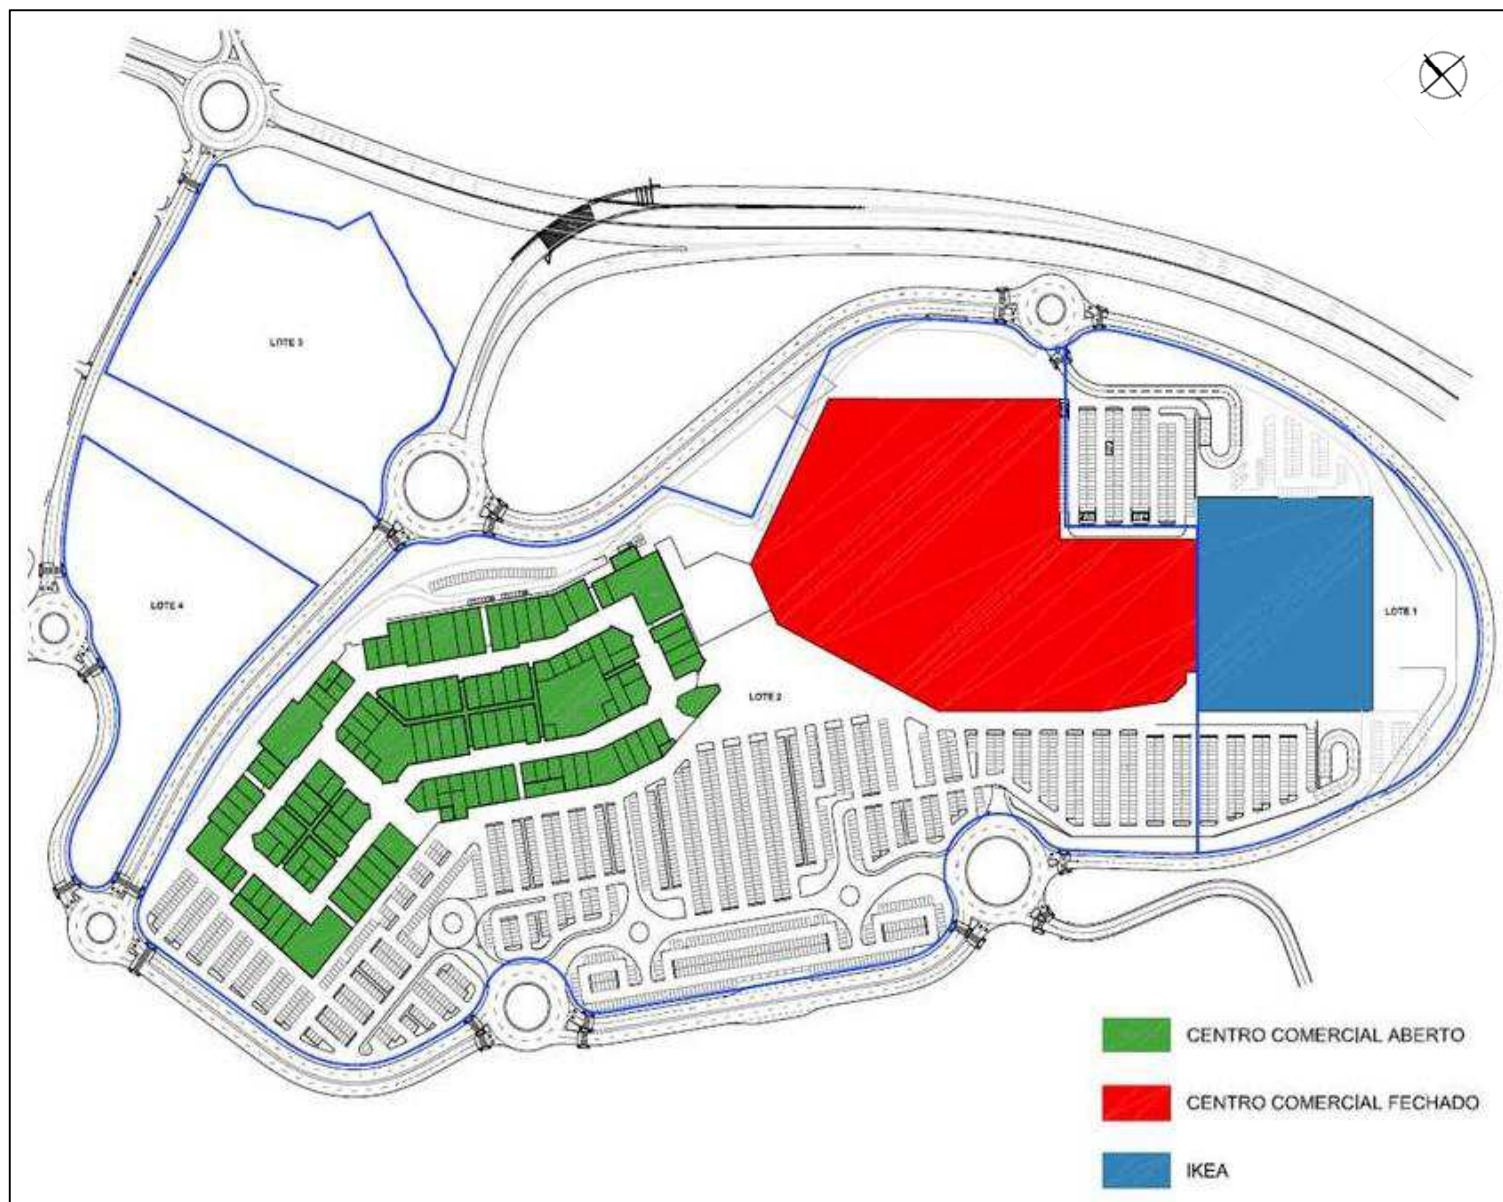 LOTE 3
LOTE 4
LOTE 1
LOTE 2
CENTRO COMERCIAL ABERTO
CENTRO COMERCIAL FECHADO
IKEA